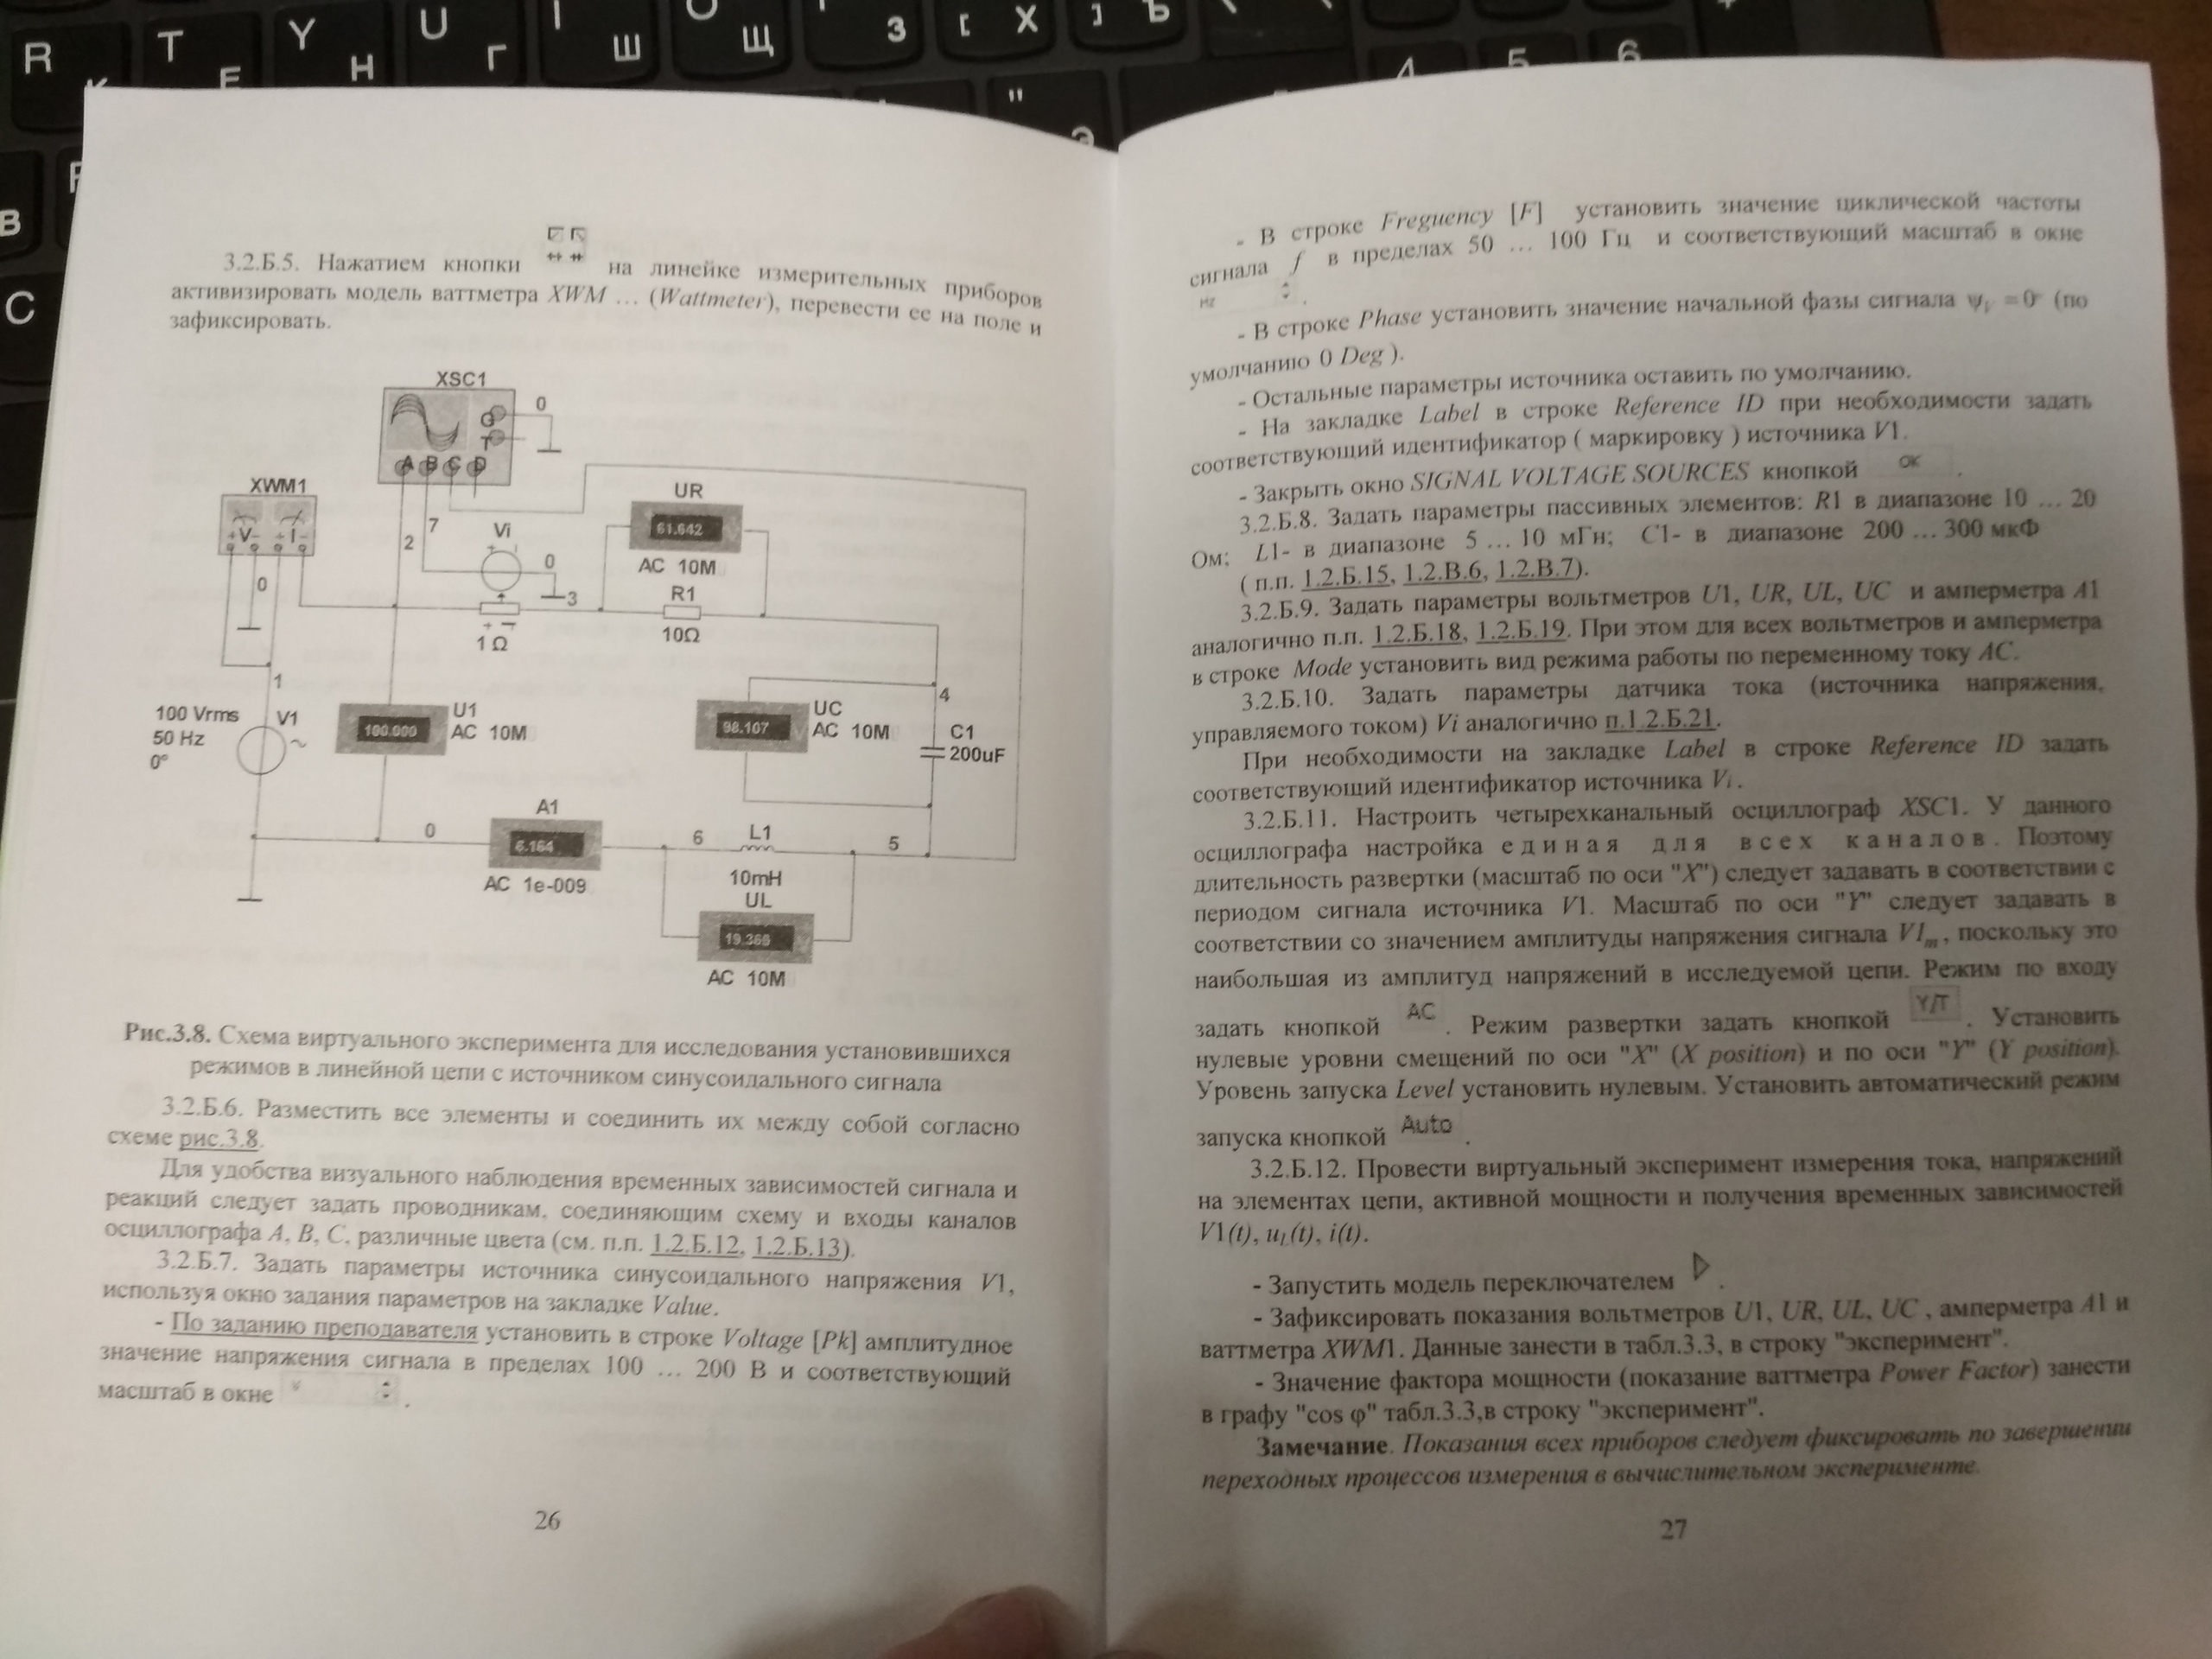 R
T
Y
U
I
O
К
Е
Н
Г
Ш
Щ
З
[
Х
]
Ъ
4
5
6
"
Э
В
С
3.2.Б.5. Нажатием кнопки на линейке измерительных приборов
активизировать модель ваттметра XWM ... (Wattmeter), перевести ее на поле и
зафиксировать.
XSC1
G
T
0
A B C D
XWM1
+V- +I-
2
7
0
Vi
0
3
1 Ω
UR
61.642
AC 10M
R1
10Ω
1
100 Vrms
50 Hz
0°
V1
100.000
U1
AC 10M
98.107
UC
AC 10M
4
C1
200uF
0
A1
6.164
AC 1e-009
6
L1
5
10mH
UL
19.366
AC 10M
Рис.3.8. Схема виртуального эксперимента для исследования установившихся
режимов в линейной цепи с источником синусоидального сигнала
3.2.Б.6. Разместить все элементы и соединить их между собой согласно
схеме рис.3.8.
Для удобства визуального наблюдения временных зависимостей сигнала и
реакций следует задать проводникам, соединяющим схему и входы каналов
осциллографа A, B, C, различные цвета (см. п.п. 1.2.Б.12, 1.2.Б.13).
3.2.Б.7. Задать параметры источника синусоидального напряжения V1,
используя окно задания параметров на закладке Value.
- По заданию преподавателя установить в строке Voltage [Pk] амплитудное
значение напряжения сигнала в пределах 100 ... 200 В и соответствующий
масштаб в окне V .
26
- В строке Freguency [F] установить значение циклической частоты
сигнала f в пределах 50 ... 100 Гц и соответствующий масштаб в окне
Hz .
- В строке Phase установить значение начальной фазы сигнала ψV =0° (по
умолчанию 0 Deg ).
- Остальные параметры источника оставить по умолчанию.
- На закладке Label в строке Reference ID при необходимости задать
соответствующий идентификатор ( маркировку ) источника V1.
- Закрыть окно SIGNAL VOLTAGE SOURCES кнопкой OK .
3.2.Б.8. Задать параметры пассивных элементов: R1 в диапазоне 10 ... 20
Ом; L1- в диапазоне 5 ... 10 мГн; C1- в диапазоне 200 ... 300 мкФ
( п.п. 1.2.Б.15, 1.2.В.6, 1.2.В.7).
3.2.Б.9. Задать параметры вольтметров U1, UR, UL, UC и амперметра A1
аналогично п.п. 1.2.Б.18, 1.2.Б.19. При этом для всех вольтметров и амперметра
в строке Mode установить вид режима работы по переменному току AC.
3.2.Б.10. Задать параметры датчика тока (источника напряжения,
управляемого током) Vi аналогично п.1.2.Б.21.
При необходимости на закладке Label в строке Reference ID задать
соответствующий идентификатор источника Vi .
3.2.Б.11. Настроить четырехканальный осциллограф XSC1. У данного
осциллографа настройка единая для всех каналов. Поэтому
длительность развертки (масштаб по оси "X") следует задавать в соответствии с
периодом сигнала источника V1. Масштаб по оси "Y" следует задавать в
соответствии со значением амплитуды напряжения сигнала V1m , поскольку это
наибольшая из амплитуд напряжений в исследуемой цепи. Режим по входу
задать кнопкой AC . Режим развертки задать кнопкой Y/T . Установить
нулевые уровни смещений по оси "X" (X position) и по оси "Y" (Y position).
Уровень запуска Level установить нулевым. Установить автоматический режим
запуска кнопкой Auto .
3.2.Б.12. Провести виртуальный эксперимент измерения тока, напряжений
на элементах цепи, активной мощности и получения временных зависимостей
V1(t), uL(t), i(t).
- Запустить модель переключателем .
- Зафиксировать показания вольтметров U1, UR, UL, UC , амперметра A1 и
ваттметра XWM1. Данные занести в табл.3.3, в строку "эксперимент".
- Значение фактора мощности (показание ваттметра Power Factor) занести
в графу "cos φ" табл.3.3,в строку "эксперимент".
Замечание. Показания всех приборов следует фиксировать по завершении
переходных процессов измерения в вычислительном эксперименте.
27